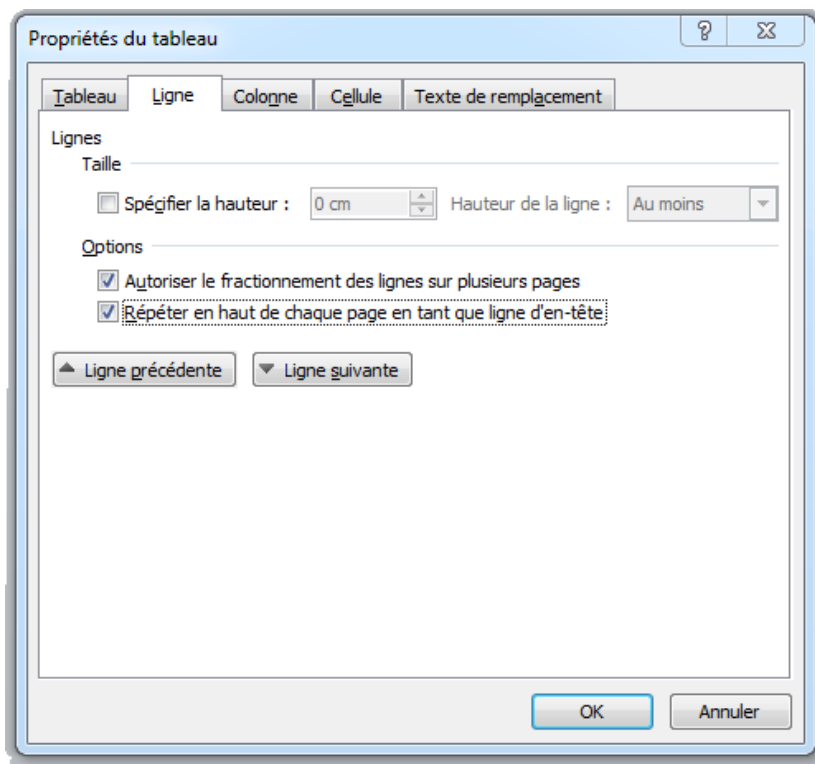 Propriétés du tableau
Tableau Ligne Colonne Cellule Texte de remplacement
Lignes
Taille
Spécifier la hauteur : 0 cm Hauteur de la ligne : Au moins
Options
Autoriser le fractionnement des lignes sur plusieurs pages
Répéter en haut de chaque page en tant que ligne d'en-tête
Ligne précédente Ligne suivante
OK Annuler